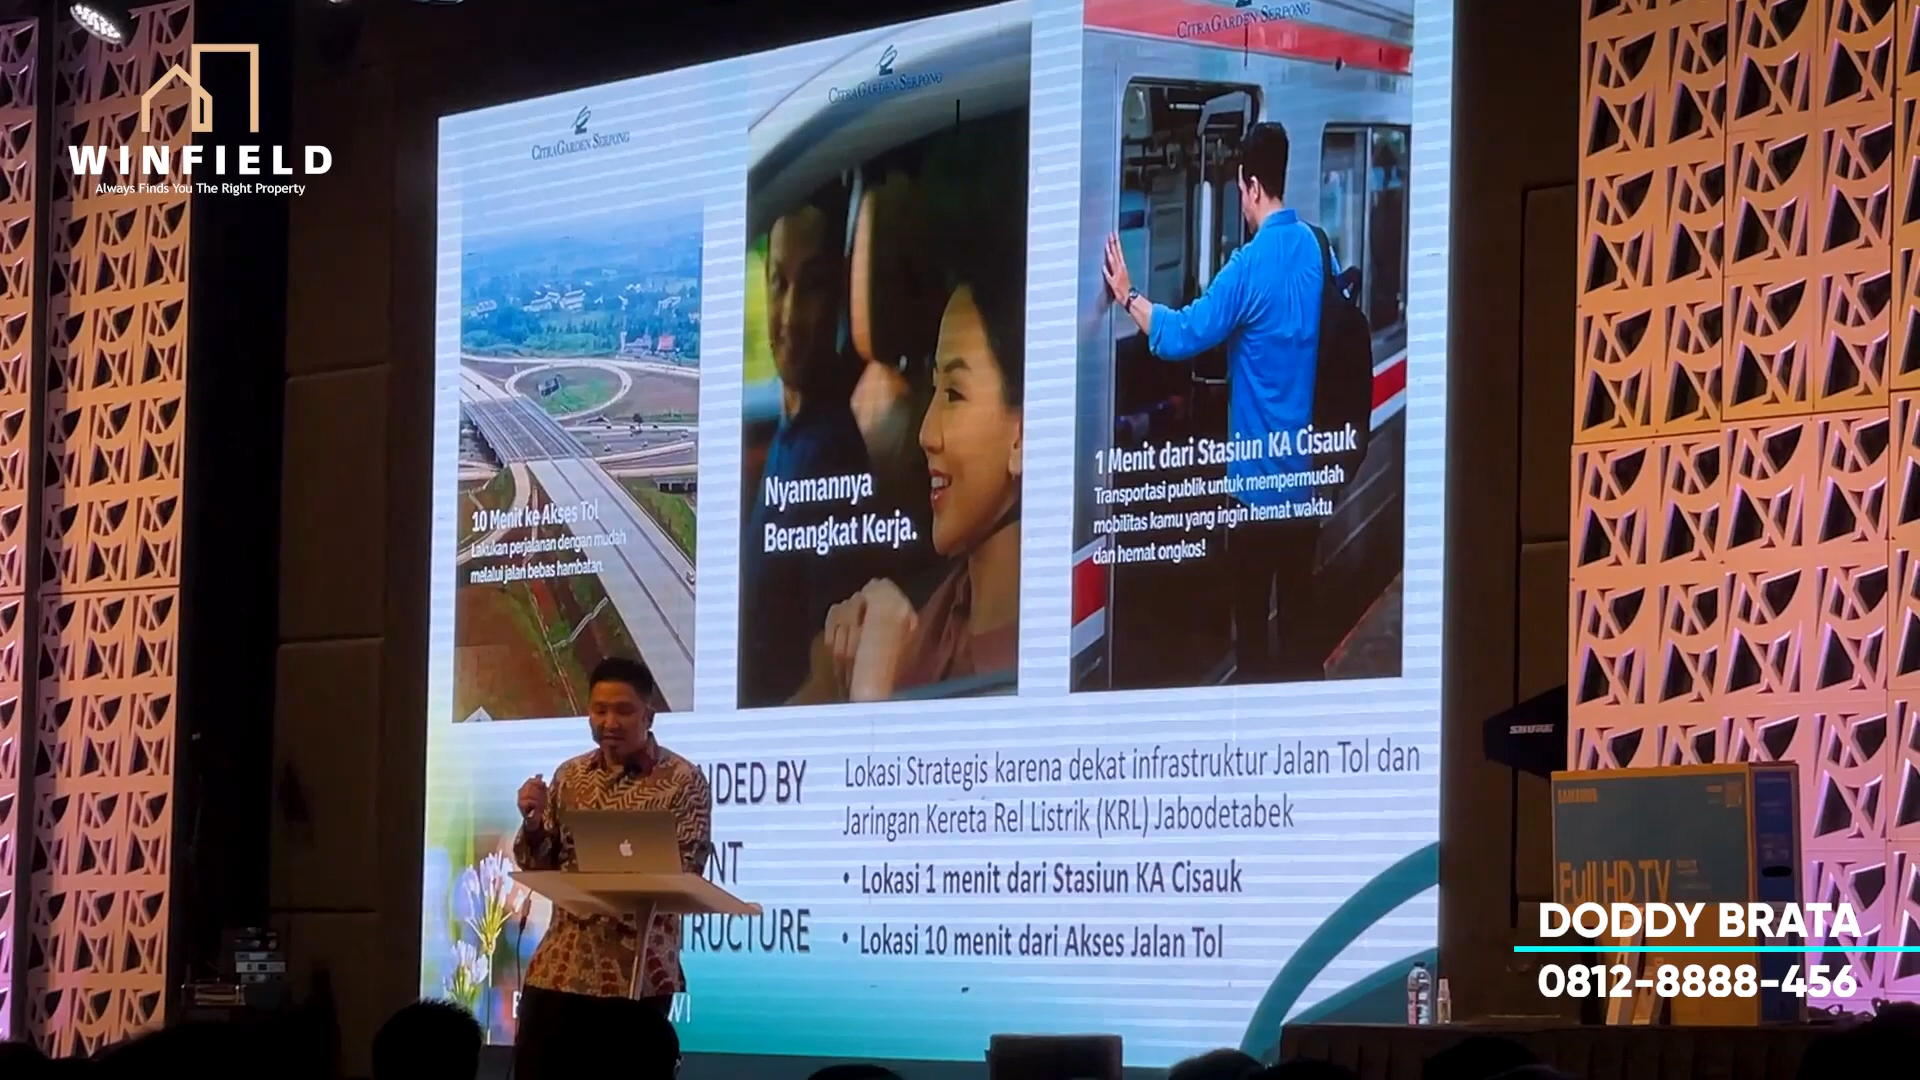 WINFIELD
Always Finds You The Right Property
CITRAGARDEN SERPONG
CITRAGARDEN SERPONG
CITRAGARDEN SERPONG
10 Menit ke Akses Tol
Lakukan perjalanan dengan mudah
melalui jalan bebas hambatan.
Nyamannya
Berangkat Kerja.
1 Menit dari Stasiun KA Cisauk
Transportasi publik untuk mempermudah
mobilitas kamu yang ingin hemat waktu
dan hemat ongkos!
DED BY
NT
RUCTURE
Lokasi Strategis karena dekat infrastruktur Jalan Tol dan
Jaringan Kereta Rel Listrik (KRL) Jabodetabek
• Lokasi 1 menit dari Stasiun KA Cisauk
• Lokasi 10 menit dari Akses Jalan Tol
SHURE
SAMSUNG
Full HD TV
DODDY BRATA
0812-8888-456